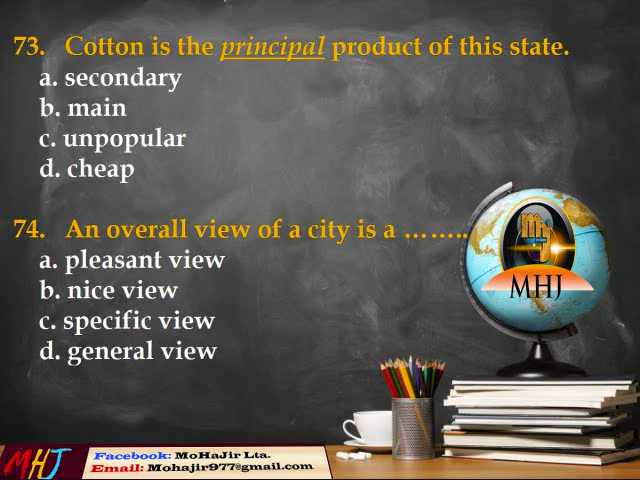 73. Cotton is the principal product of this state.
a. secondary
b. main
c. unpopular
d. cheap
74. An overall view of a city is a ……..
a. pleasant view
b. nice view
c. specific view
d. general view
MHJ
MHJ
Facebook: MoHaJir Lta.
Email: Mohajir977@gmail.com